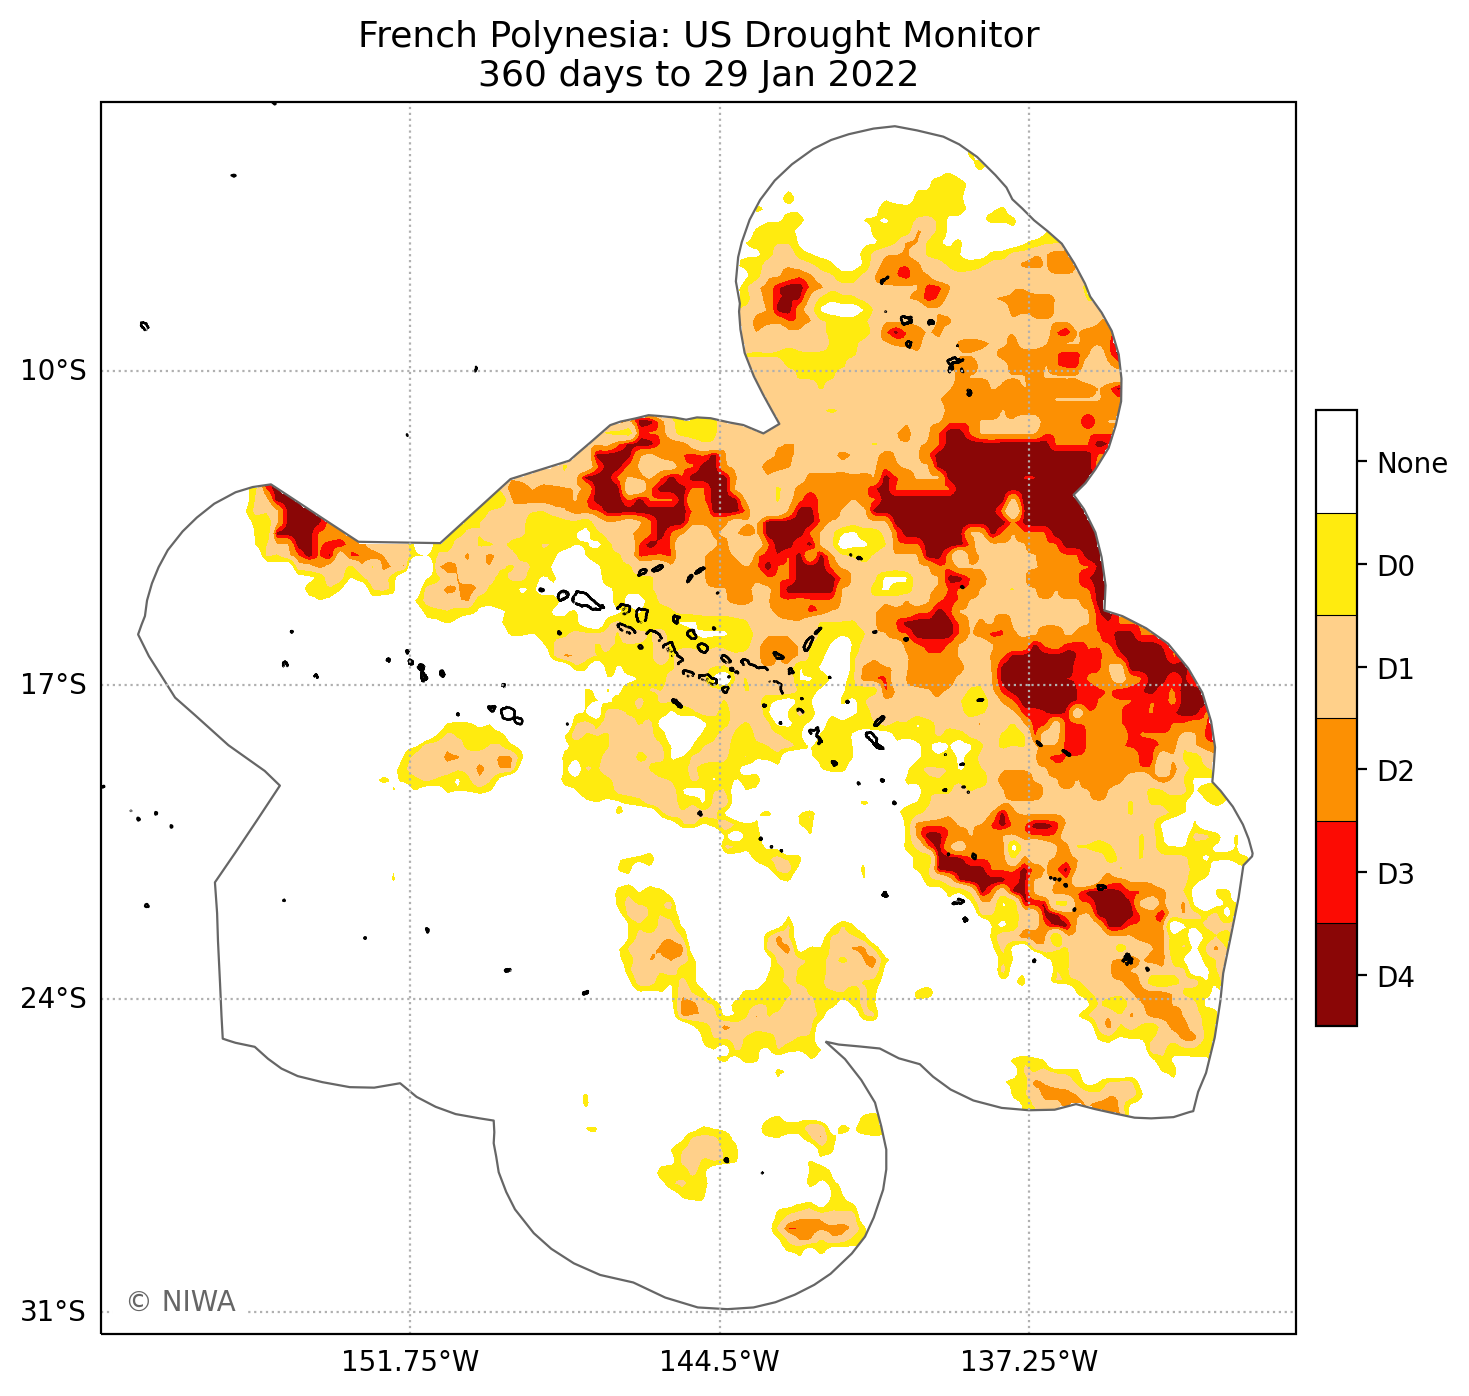 French Polynesia: US Drought Monitor
360 days to 29 Jan 2022
10°S
17°S
24°S
31°S
151.75°W
144.5°W
137.25°W
None
D0
D1
D2
D3
D4
© NIWA